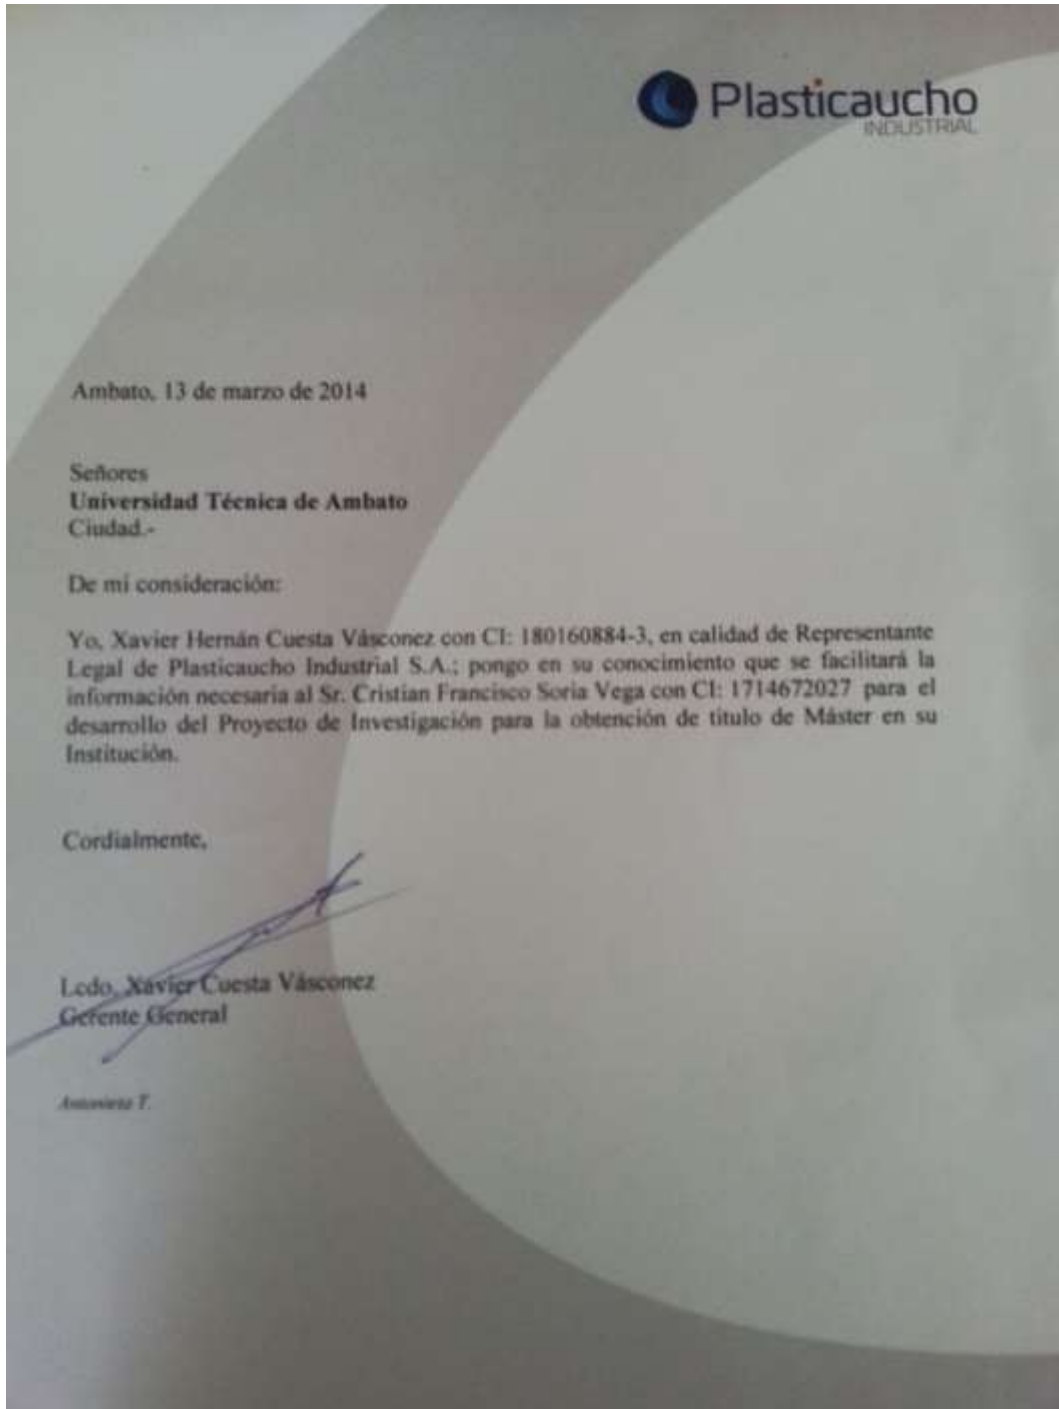 Plasticaucho
INDUSTRIAL
Ambato, 13 de marzo de 2014
Señores
Universidad Técnica de Ambato
Ciudad.-
De mi consideración:
Yo, Xavier Hernán Cuesta Vásconez con CI: 180160884-3, en calidad de Representante
Legal de Plasticaucho Industrial S.A.; pongo en su conocimiento que se facilitará la
información necesaria al Sr. Cristian Francisco Soria Vega con CI: 1714672027 para el
desarrollo del Proyecto de Investigación para la obtención de titulo de Máster en su
Institución.
Cordialmente,
Lcdo. Xavier Cuesta Vásconez
Gerente General
Antonieta T.